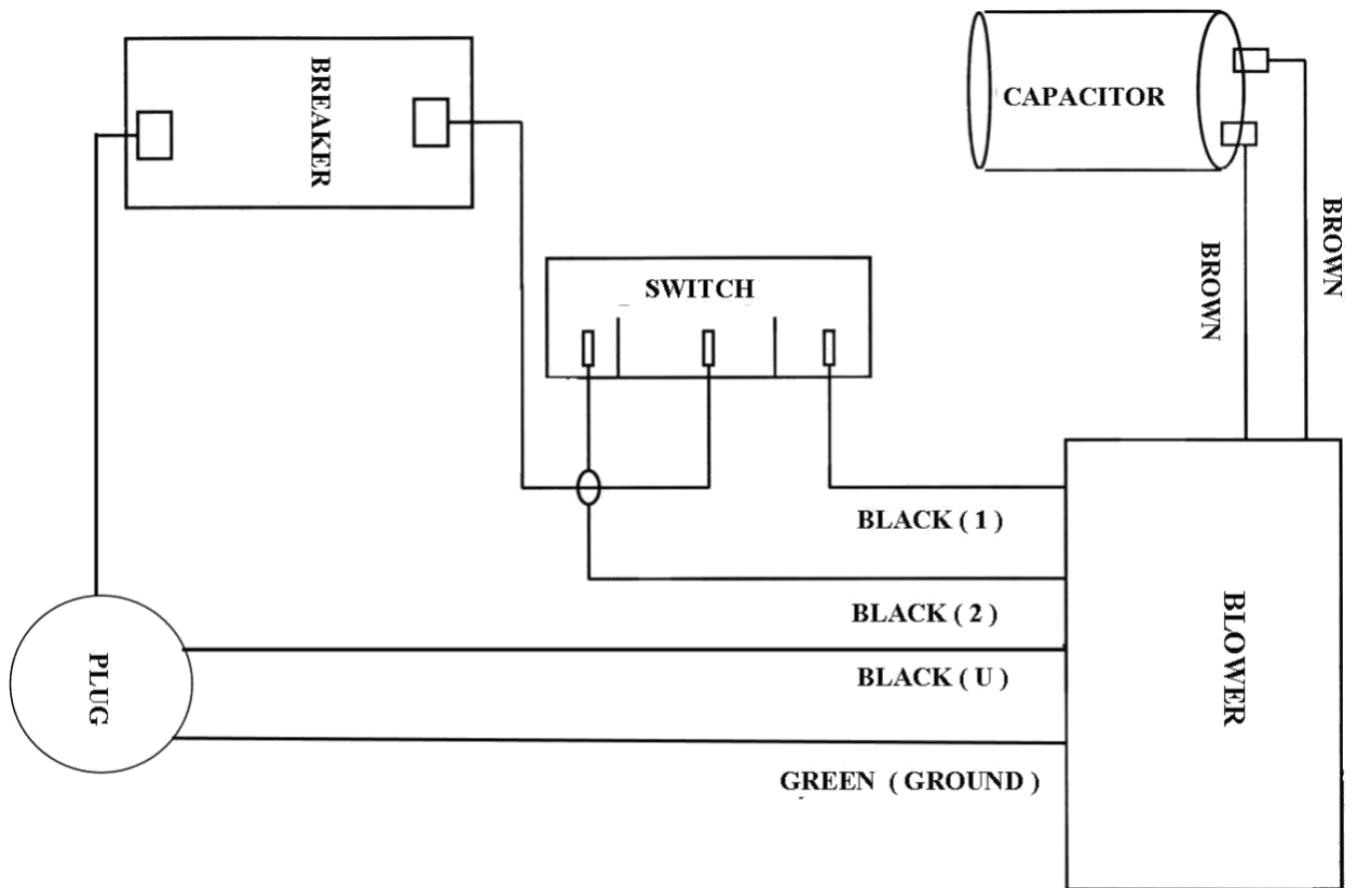 BREAKER
CAPACITOR
BROWN
BROWN
SWITCH
BLACK ( 1 )
BLACK ( 2 )
BLACK ( U )
GREEN ( GROUND )
PLUG
BLOWER